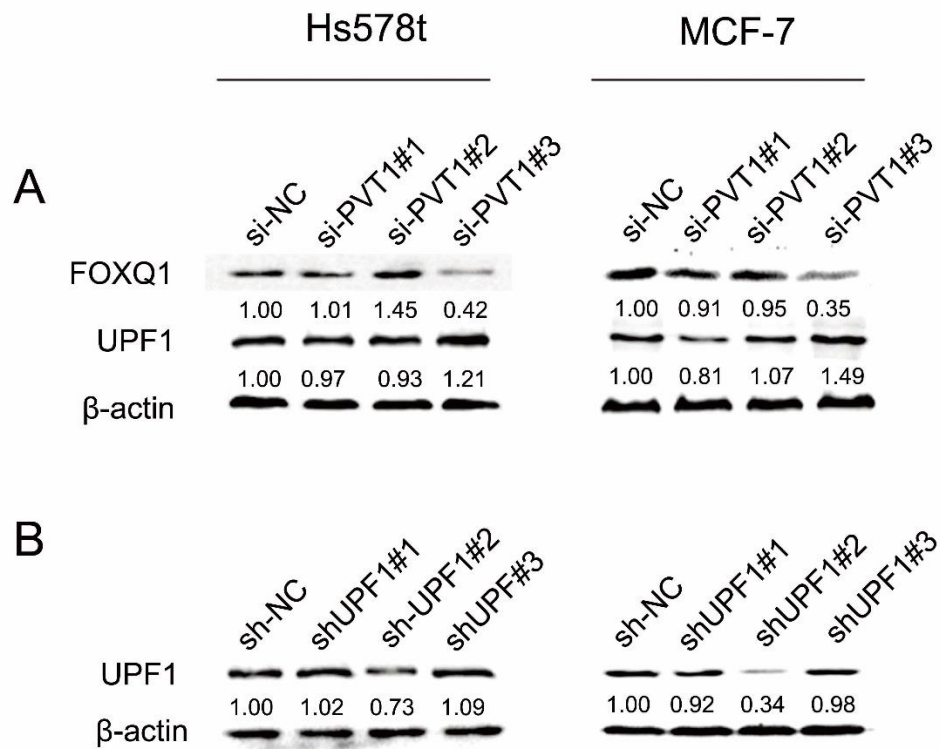 Hs578t MCF-7
A
si-NC si-PVT1#1 si-PVT1#2 si-PVT1#3 si-NC si-PVT1#1 si-PVT1#2 si-PVT1#3
FOXQ1
1.00 1.01 1.45 0.42 1.00 0.91 0.95 0.35
UPF1
1.00 0.97 0.93 1.21 1.00 0.81 1.07 1.49
β-actin
B
sh-NC shUPF1#1 sh-UPF1#2 shUPF#3 sh-NC shUPF1#1 shUPF1#2 shUPF1#3
UPF1
1.00 1.02 0.73 1.09 1.00 0.92 0.34 0.98
β-actin